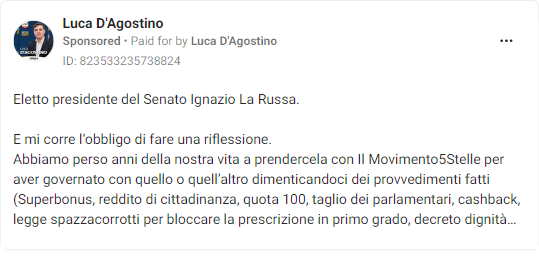 Luca D'Agostino
Sponsored • Paid for by Luca D'Agostino
ID: 823533235738824
Eletto presidente del Senato Ignazio La Russa.
E mi corre l'obbligo di fare una riflessione.
Abbiamo perso anni della nostra vita a prendercela con Il Movimento5Stelle per
aver governato con quello o quell'altro dimenticandoci dei provvedimenti fatti
(Superbonus, reddito di cittadinanza, quota 100, taglio dei parlamentari, cashback,
legge spazzacorrotti per bloccare la prescrizione in primo grado, decreto dignità...